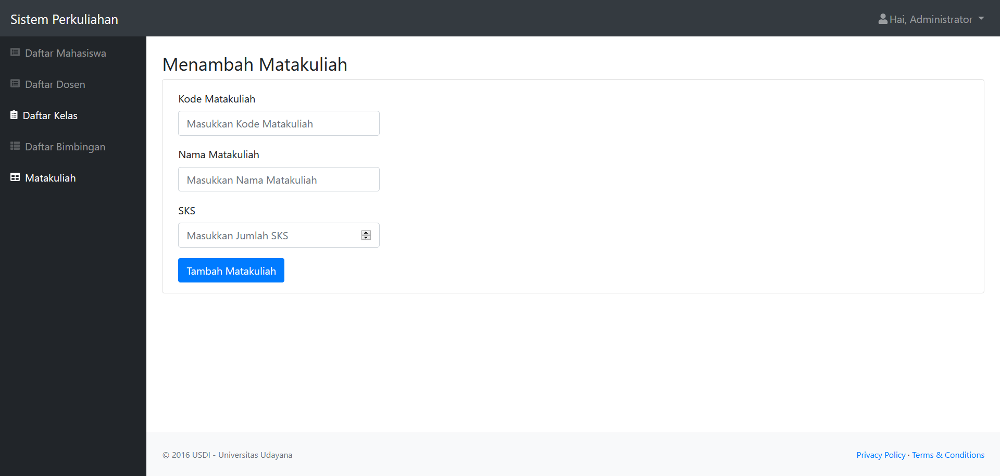 Sistem Perkuliahan
Hai, Administrator
Daftar Mahasiswa
Daftar Dosen
Daftar Kelas
Daftar Bimbingan
Matakuliah
Menambah Matakuliah
Kode Matakuliah
Masukkan Kode Matakuliah
Nama Matakuliah
Masukkan Nama Matakuliah
SKS
Masukkan Jumlah SKS
Tambah Matakuliah
© 2016 USDI - Universitas Udayana
Privacy Policy · Terms & Conditions